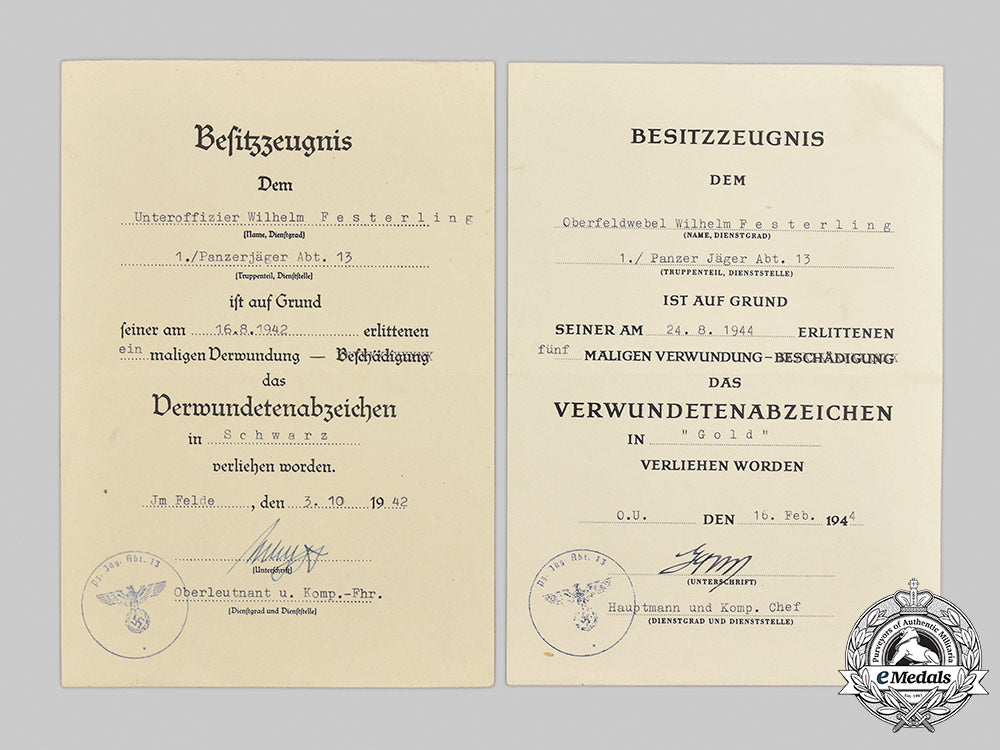 Besitzzeugnis
Dem
Unteroffizier Wilhelm Festerling
(Name, Dienstgrad)
1./Panzerjäger Abt. 13
(Truppenteil, Dienststelle)
ist auf Grund
seiner am 16.8.1942 erlittenen
ein maligen Verwundung – Beschädigung
das
Verwundetenabzeichen
in Schwarz
verliehen worden.
Jm Felde, den 3. 10 1942
(Unterschrift)
Oberleutnant u. Komp.-Fhr.
(Dienstgrad und Dienststelle)
Pz. Jäg. Abt. 13
BESITZZEUGNIS
DEM
Oberfeldwebel Wilhelm Festerling
(NAME, DIENSTGRAD)
1./ Panzer Jäger Abt. 13
(TRUPPENTEIL, DIENSTSTELLE)
IST AUF GRUND
SEINER AM 24. 8. 1944 ERLITTENEN
fünf MALIGEN VERWUNDUNG – BESCHÄDIGUNG
DAS
VERWUNDETENABZEICHEN
IN "Gold"
VERLIEHEN WORDEN
O.U. DEN 16. Feb. 1944
(UNTERSCHRIFT)
Hauptmann und Komp. Chef
(DIENSTGRAD UND DIENSTSTELLE)
Pz. Jäg. Abt. 13
Purveyors of Authentic Militaria
eMedals
Est. 1967